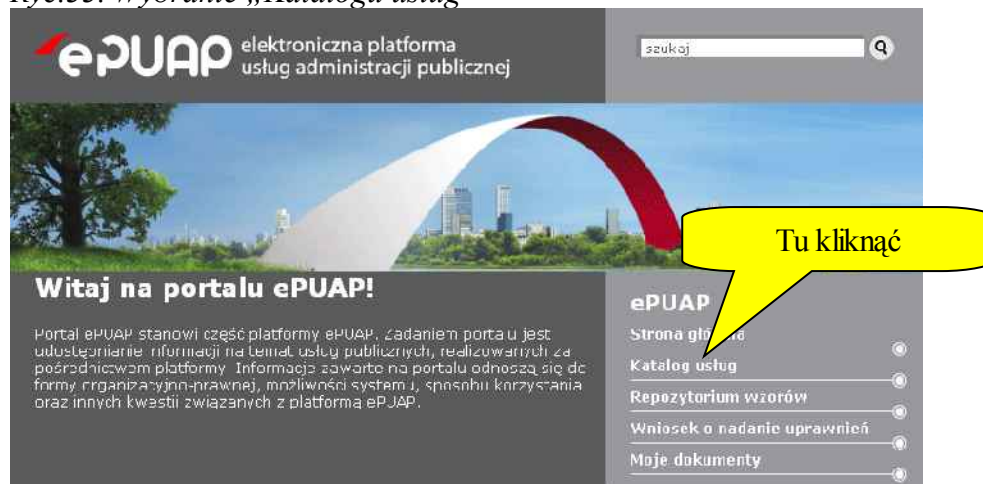 Ryc.33. wybranie „Katalogu usług"
ePUAP elektroniczna platforma
usług administracji publicznej
szukaj
Tu kliknąć
Witaj na portalu ePUAP!
Portal ePUAP stanowi część platformy ePUAP. Zadaniem portalu jest
udostępnianie informacji na temat usług publicznych, realizowanych za
pośrednictwem platformy. Informacje zawarte na portalu odnoszą się do
formy organizacyjno-prawnej, możliwości systemu, sposobu korzystania
oraz innych kwestii związanych z platformą ePUAP.
ePUAP
Strona główna
Katalog usług
Repozytorium wzorów
Wniosek o nadanie uprawnień
Moje dokumenty